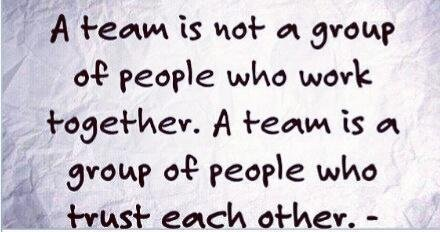 A team is not a group
of people who work
together. A team is a
group of people who
trust each other. -